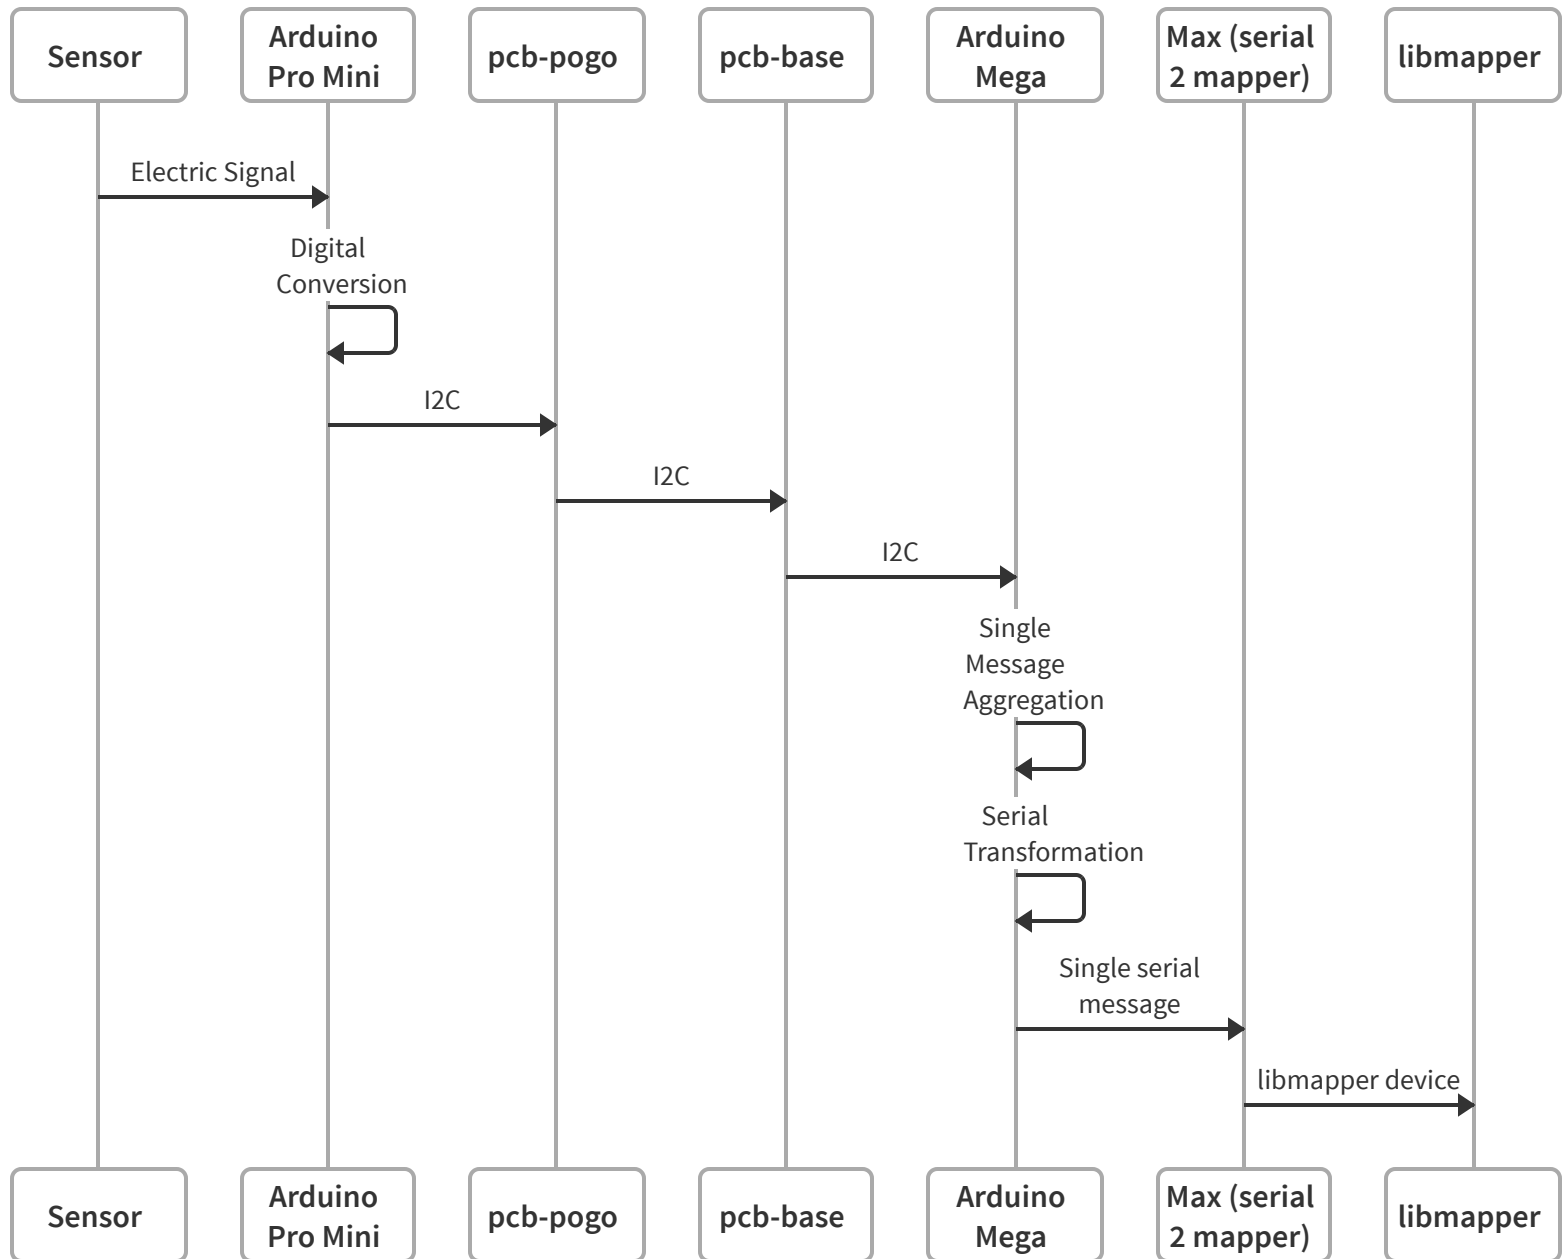 Sensor
Arduino
Pro Mini
pcb-pogo
pcb-base
Arduino
Mega
Max (serial
2 mapper)
libmapper
Electric Signal
Digital
Conversion
I2C
I2C
I2C
Single
Message
Aggregation
Serial
Transformation
Single serial
message
libmapper device
Sensor
Arduino
Pro Mini
pcb-pogo
pcb-base
Arduino
Mega
Max (serial
2 mapper)
libmapper